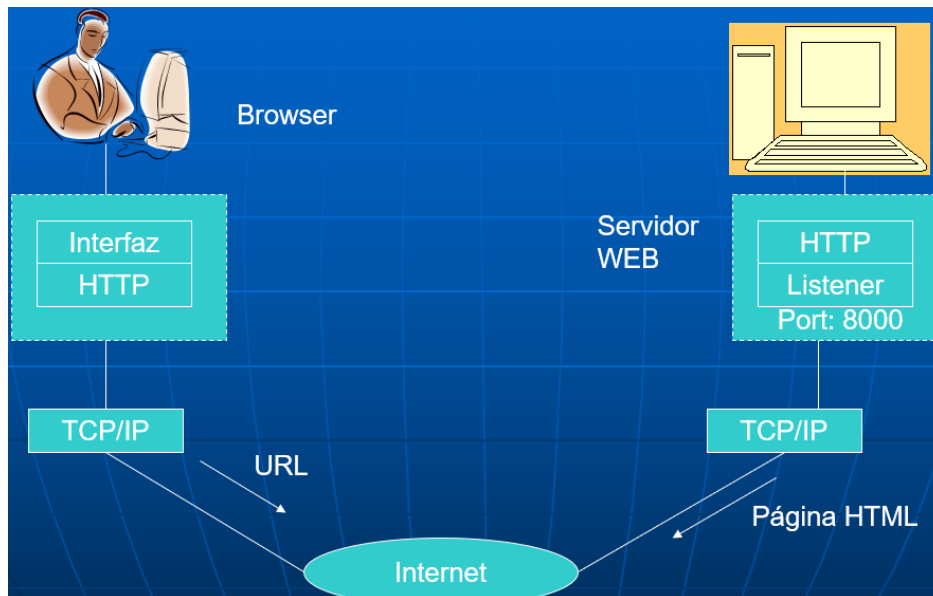 Browser
Interfaz
HTTP
Servidor
WEB
HTTP
Listener
Port: 8000
TCP/IP
TCP/IP
URL
Página HTML
Internet